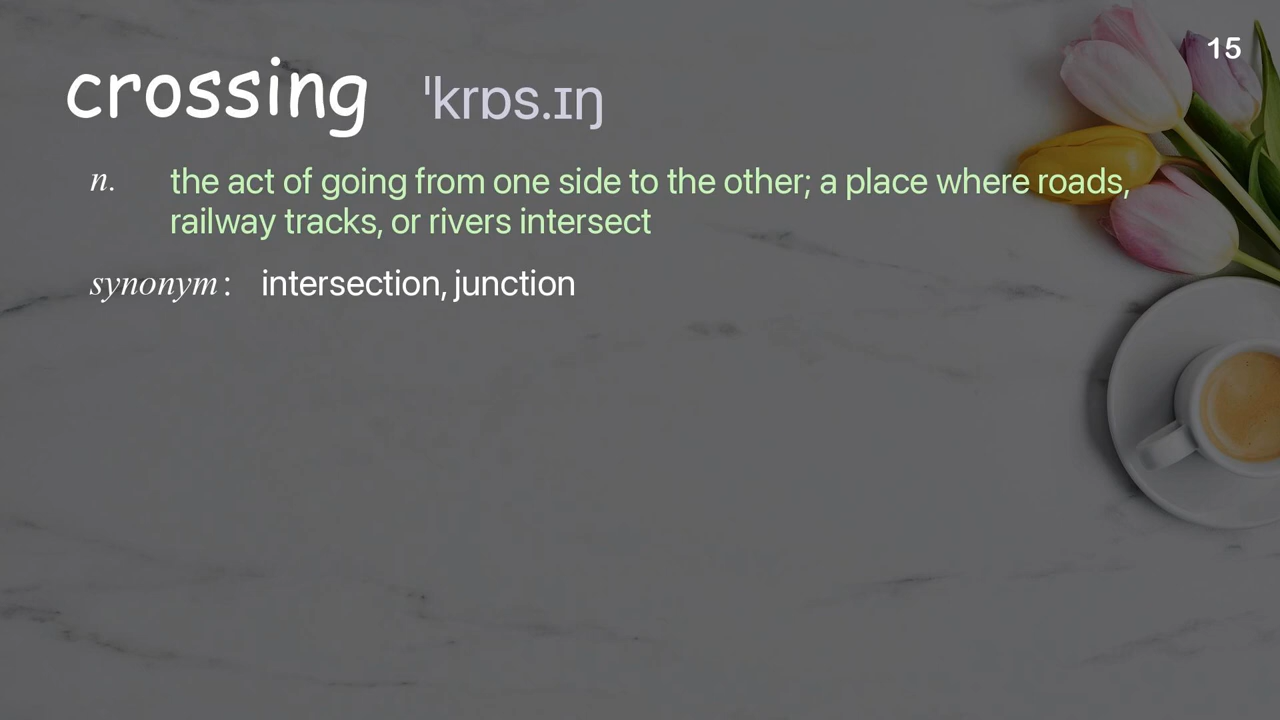 15
crossing ˈkrɒs.ɪŋ
n. the act of going from one side to the other; a place where roads,
railway tracks, or rivers intersect
synonym : intersection, junction